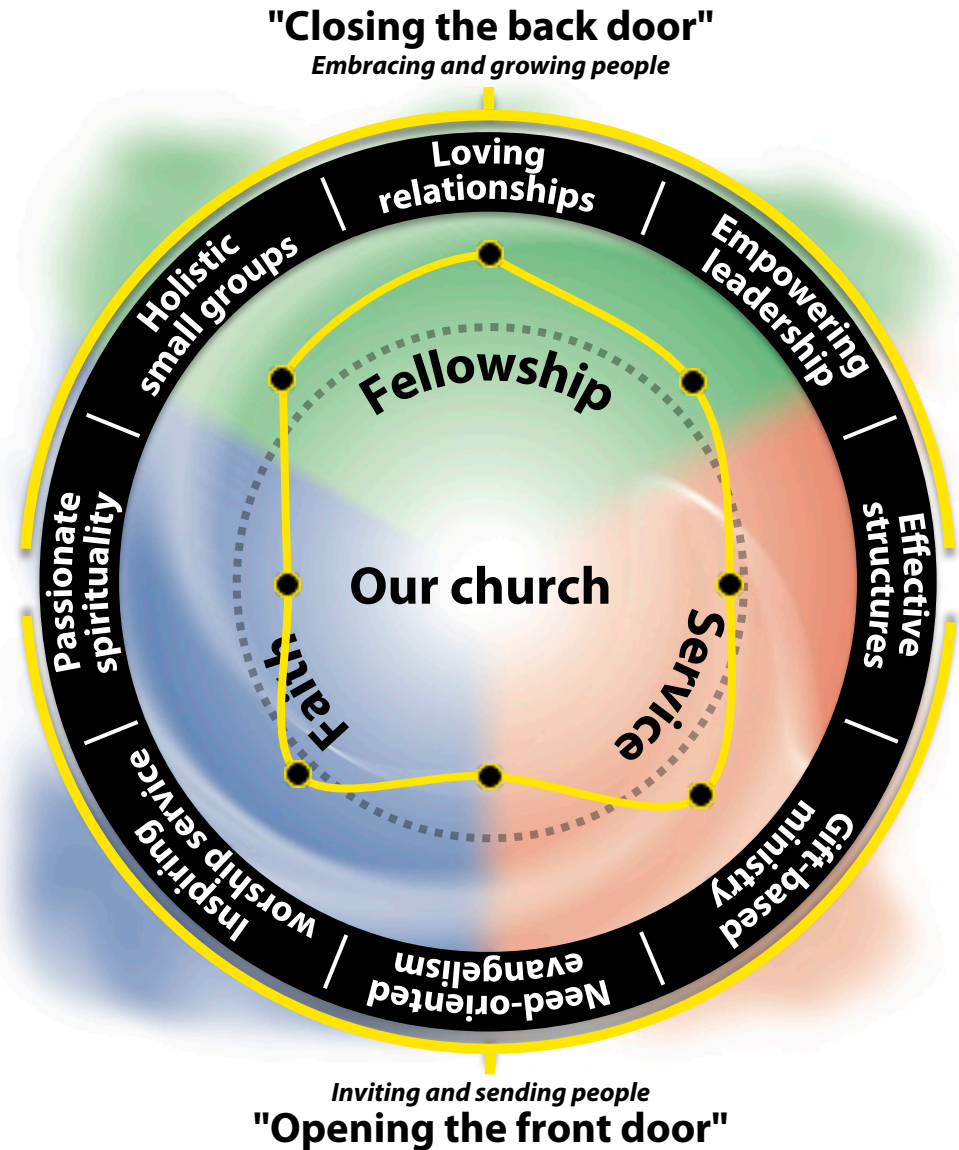 "Closing the back door"
Embracing and growing people
Loving
relationships
Empowering
leadership
Effective
structures
Gift-based
ministry
Need-oriented
evangelism
Inspiring
worship service
Passionate
spirituality
Holistic
small groups
Fellowship
Our church
Service
Faith
Inviting and sending people
"Opening the front door"